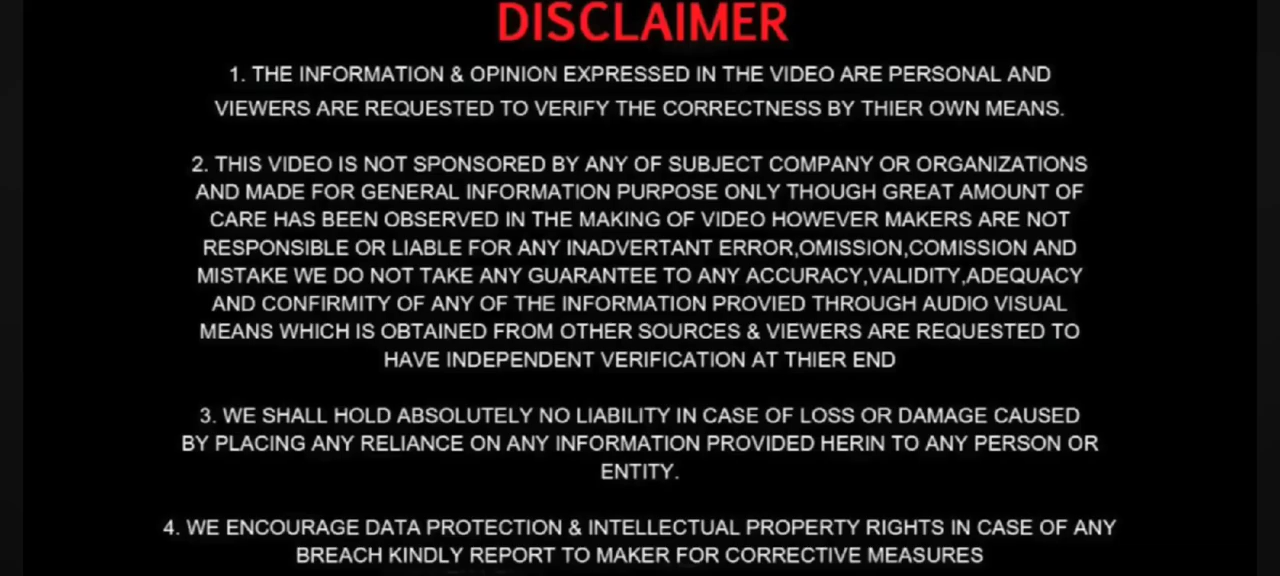 DISCLAIMER
1. THE INFORMATION & OPINION EXPRESSED IN THE VIDEO ARE PERSONAL AND
VIEWERS ARE REQUESTED TO VERIFY THE CORRECTNESS BY THIER OWN MEANS.
2. THIS VIDEO IS NOT SPONSORED BY ANY OF SUBJECT COMPANY OR ORGANIZATIONS
AND MADE FOR GENERAL INFORMATION PURPOSE ONLY THOUGH GREAT AMOUNT OF
CARE HAS BEEN OBSERVED IN THE MAKING OF VIDEO HOWEVER MAKERS ARE NOT
RESPONSIBLE OR LIABLE FOR ANY INADVERTANT ERROR,OMISSION,COMISSION AND
MISTAKE WE DO NOT TAKE ANY GUARANTEE TO ANY ACCURACY,VALIDITY,ADEQUACY
AND CONFIRMITY OF ANY OF THE INFORMATION PROVIED THROUGH AUDIO VISUAL
MEANS WHICH IS OBTAINED FROM OTHER SOURCES & VIEWERS ARE REQUESTED TO
HAVE INDEPENDENT VERIFICATION AT THIER END
3. WE SHALL HOLD ABSOLUTELY NO LIABILITY IN CASE OF LOSS OR DAMAGE CAUSED
BY PLACING ANY RELIANCE ON ANY INFORMATION PROVIDED HERIN TO ANY PERSON OR
ENTITY.
4. WE ENCOURAGE DATA PROTECTION & INTELLECTUAL PROPERTY RIGHTS IN CASE OF ANY
BREACH KINDLY REPORT TO MAKER FOR CORRECTIVE MEASURES